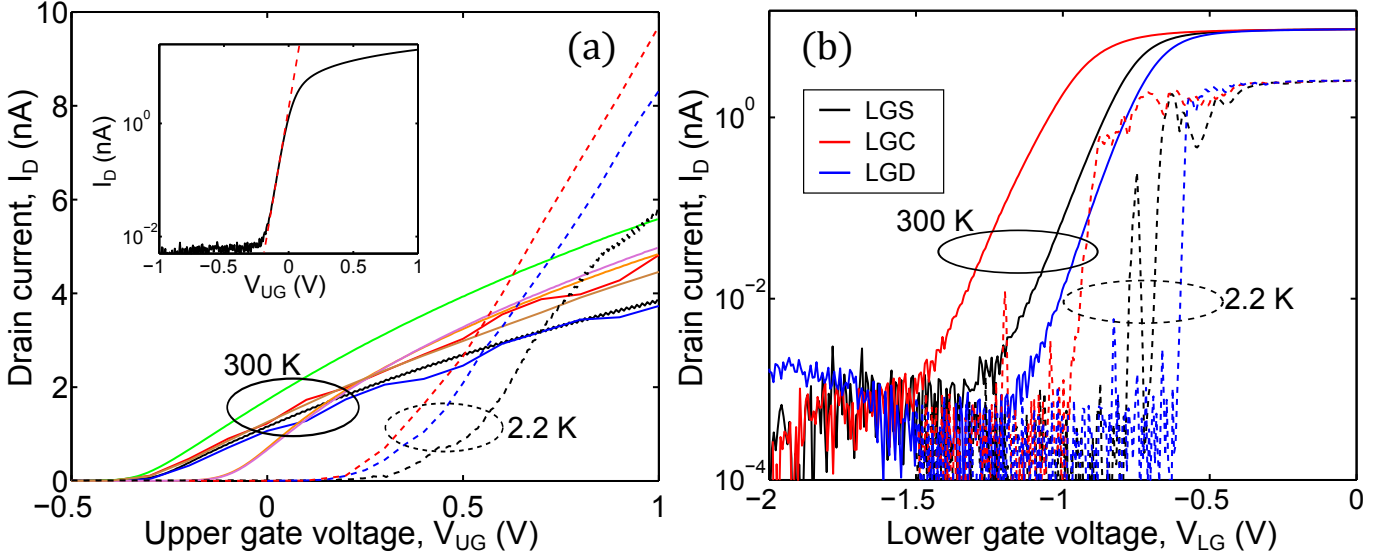 (a)
10
8
6
4
2
0
Drain current, I_D (nA)
−0.5
0
0.5
1
Upper gate voltage, V_UG (V)
300 K
2.2 K
I_D (nA)
10^0
10^−2
−1
−0.5
0
0.5
1
V_UG (V)
(b)
Drain current, I_D (nA)
10^0
10^−2
10^−4
LGS
LGC
LGD
300 K
2.2 K
−2
−1.5
−1
−0.5
0
Lower gate voltage, V_LG (V)